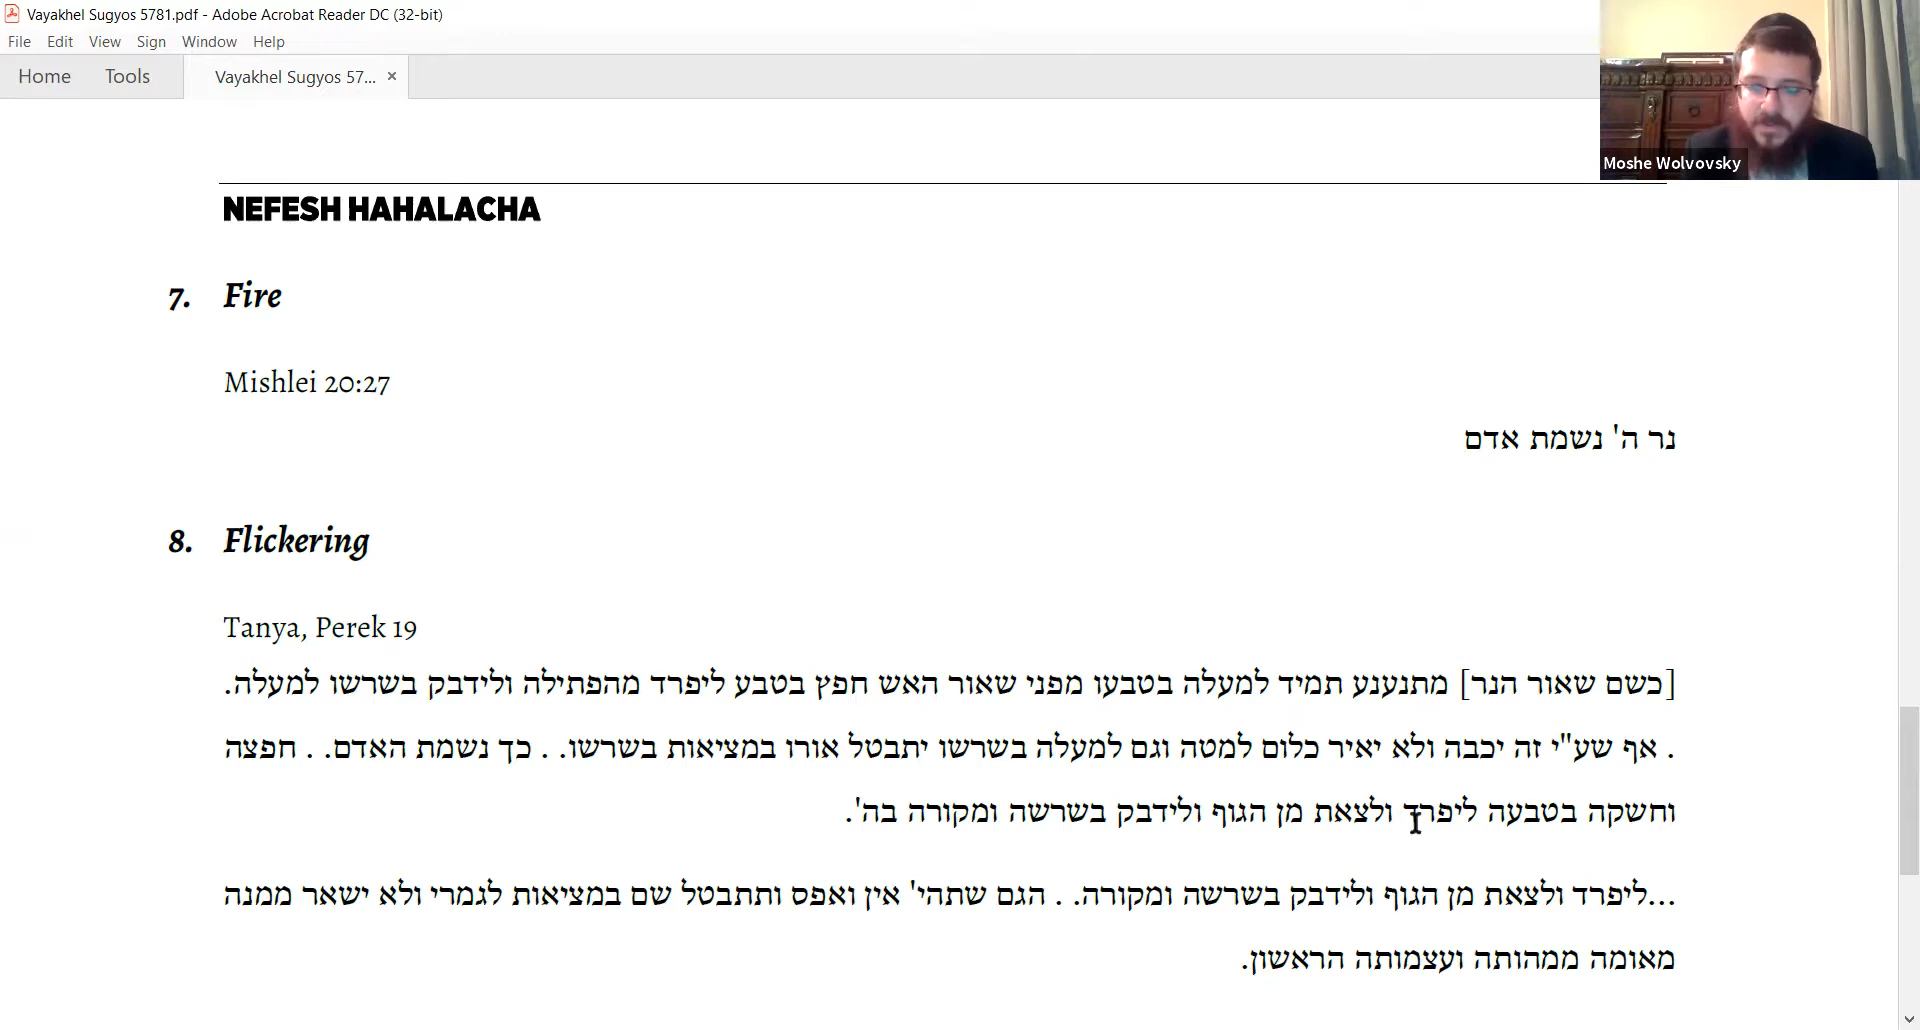 Vayakhel Sugyos 5781.pdf - Adobe Acrobat Reader DC (32-bit)
File Edit View Sign Window Help
Home Tools Vayakhel Sugyos 57... ×
Moshe Wolvovsky
NEFESH HAHALACHA
7. Fire
Mishlei 20:27
נר ה' נשמת אדם
8. Flickering
Tanya, Perek 19
[כשם שאור הנר] מתנענע תמיד למעלה בטבעו מפני שאור האש חפץ בטבע ליפרד מהפתילה ולידבק בשרשו למעלה.
. אף שע"י זה יכבה ולא יאיר כלום למטה וגם למעלה בשרשו יתבטל אורו במציאות בשרשו. . כך נשמת האדם. . חפצה
וחשקה בטבעה ליפרד ולצאת מן הגוף ולידבק בשרשה ומקורה בה'.
...ליפרד ולצאת מן הגוף ולידבק בשרשה ומקורה. . הגם שתהי' אין ואפס ותתבטל שם במציאות לגמרי ולא ישאר ממנה
מאומה ממהותה ועצמותה הראשון.